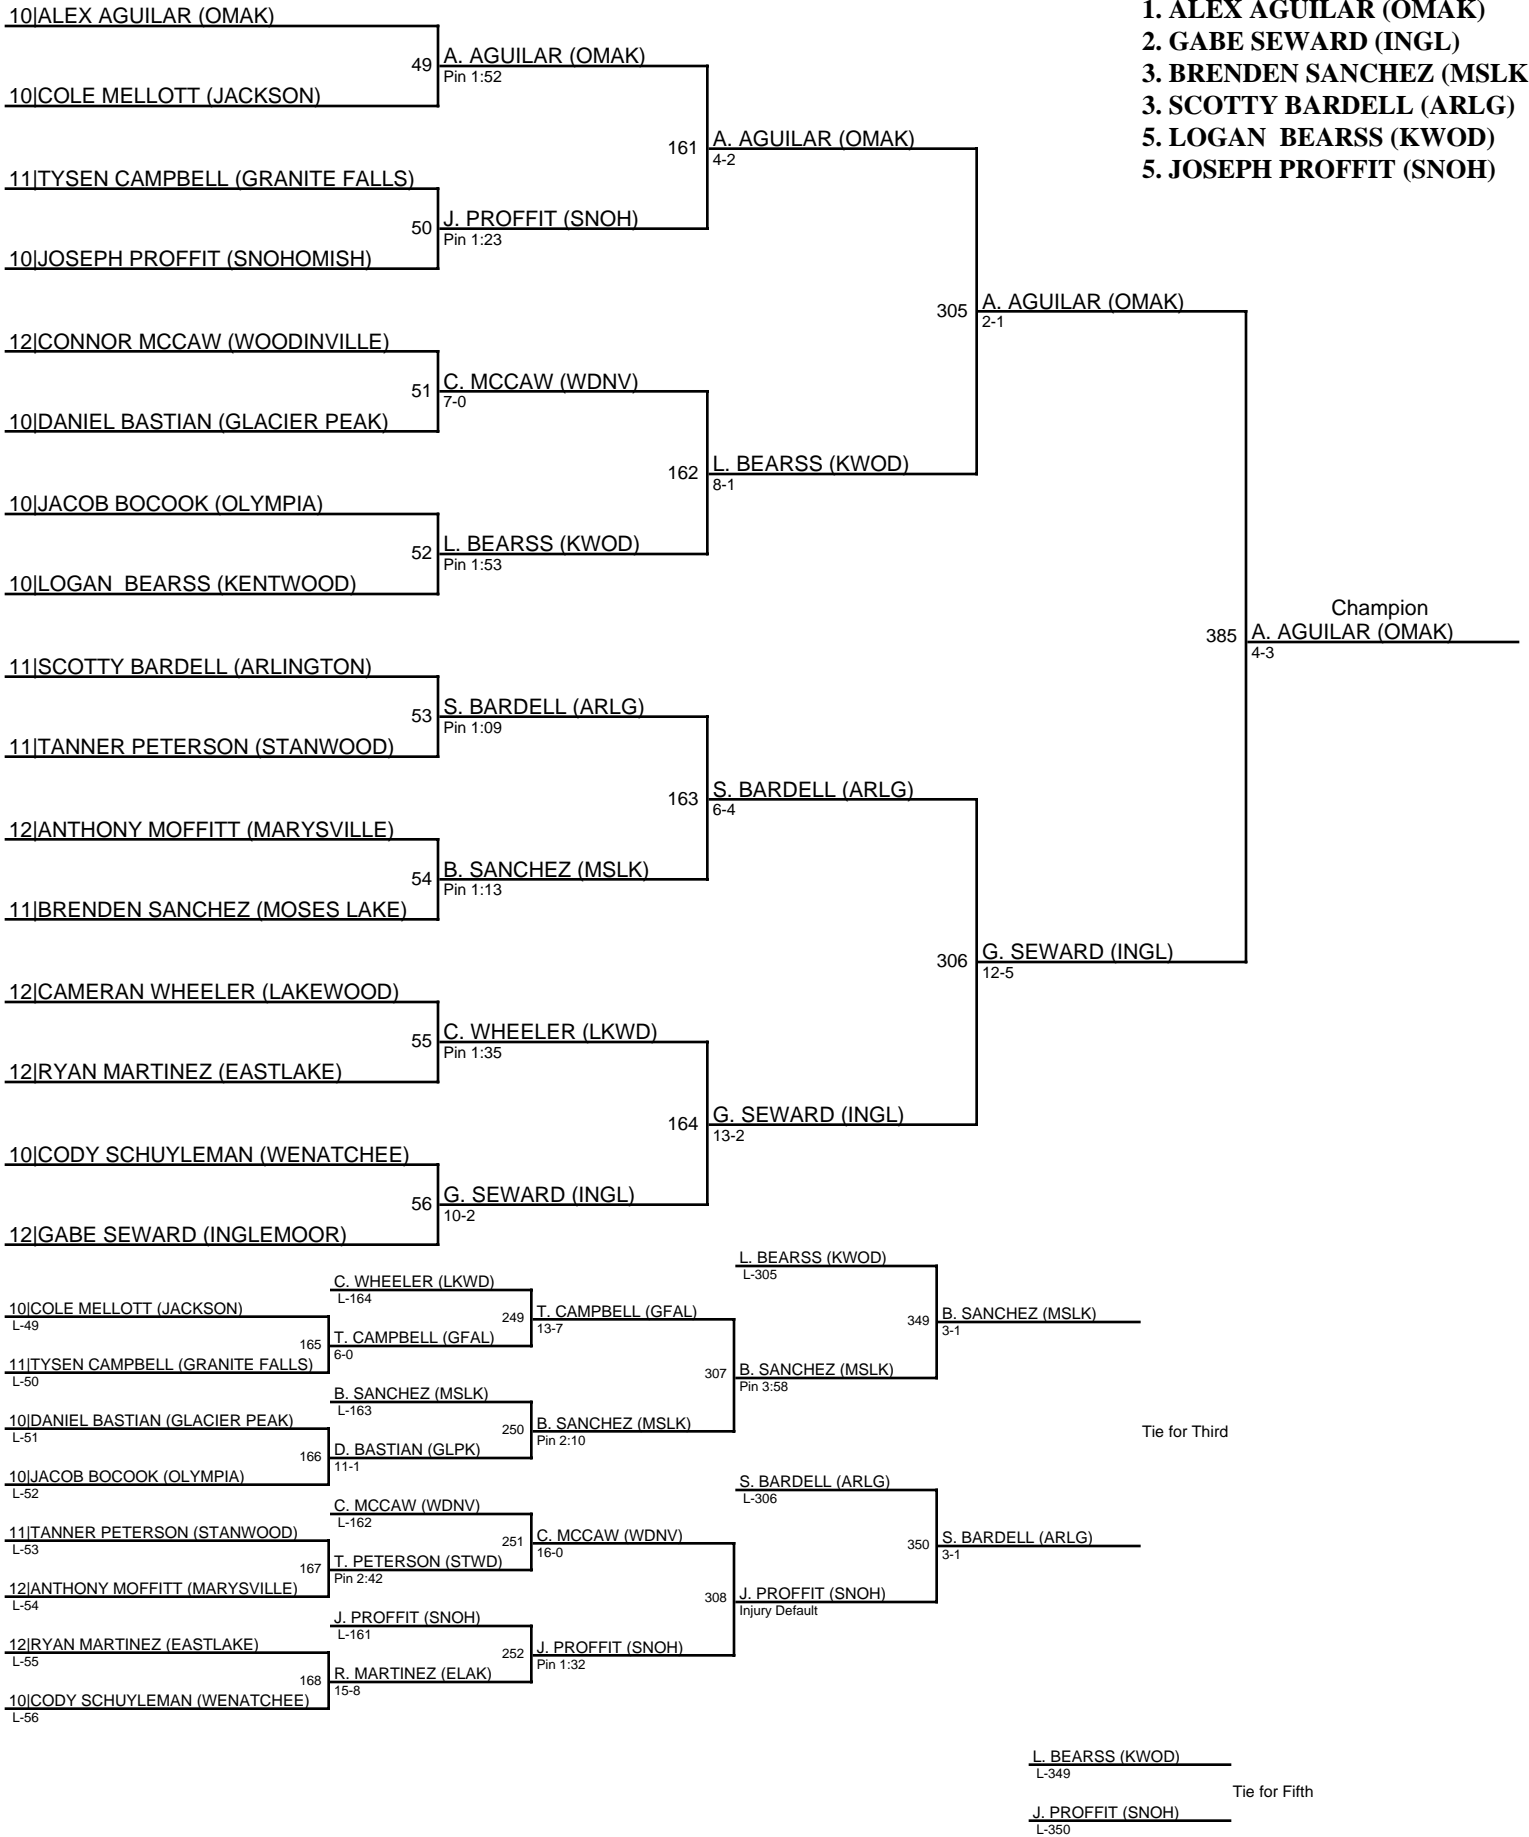 1. ALEX AGUILAR (OMAK)
2. GABE SEWARD (INGL)
3. BRENDEN SANCHEZ (MSLK
3. SCOTTY BARDELL (ARLG)
5. LOGAN  BEARSS (KWOD)
5. JOSEPH PROFFIT (SNOH)
10|ALEX AGUILAR (OMAK)
49 A. AGUILAR (OMAK)
Pin 1:52
10|COLE MELLOTT (JACKSON)
161 A. AGUILAR (OMAK)
4-2
11|TYSEN CAMPBELL (GRANITE FALLS)
50 J. PROFFIT (SNOH)
Pin 1:23
10|JOSEPH PROFFIT (SNOHOMISH)
305 A. AGUILAR (OMAK)
2-1
12|CONNOR MCCAW (WOODINVILLE)
51 C. MCCAW (WDNV)
7-0
10|DANIEL BASTIAN (GLACIER PEAK)
162 L. BEARSS (KWOD)
8-1
10|JACOB BOCOOK (OLYMPIA)
52 L. BEARSS (KWOD)
Pin 1:53
10|LOGAN  BEARSS (KENTWOOD)
Champion
385 A. AGUILAR (OMAK)
4-3
11|SCOTTY BARDELL (ARLINGTON)
53 S. BARDELL (ARLG)
Pin 1:09
11|TANNER PETERSON (STANWOOD)
163 S. BARDELL (ARLG)
6-4
12|ANTHONY MOFFITT (MARYSVILLE)
54 B. SANCHEZ (MSLK)
Pin 1:13
11|BRENDEN SANCHEZ (MOSES LAKE)
306 G. SEWARD (INGL)
12-5
12|CAMERAN WHEELER (LAKEWOOD)
55 C. WHEELER (LKWD)
Pin 1:35
12|RYAN MARTINEZ (EASTLAKE)
164 G. SEWARD (INGL)
13-2
10|CODY SCHUYLEMAN (WENATCHEE)
56 G. SEWARD (INGL)
10-2
12|GABE SEWARD (INGLEMOOR)
L. BEARSS (KWOD)
L-305
C. WHEELER (LKWD)
L-164
10|COLE MELLOTT (JACKSON)
L-49
249 T. CAMPBELL (GFAL)
13-7
349 B. SANCHEZ (MSLK)
3-1
165 T. CAMPBELL (GFAL)
6-0
11|TYSEN CAMPBELL (GRANITE FALLS)
L-50
307 B. SANCHEZ (MSLK)
Pin 3:58
B. SANCHEZ (MSLK)
L-163
10|DANIEL BASTIAN (GLACIER PEAK)
L-51
250 B. SANCHEZ (MSLK)
Pin 2:10
Tie for Third
166 D. BASTIAN (GLPK)
11-1
10|JACOB BOCOOK (OLYMPIA)
L-52
S. BARDELL (ARLG)
L-306
C. MCCAW (WDNV)
L-162
11|TANNER PETERSON (STANWOOD)
L-53
251 C. MCCAW (WDNV)
16-0
350 S. BARDELL (ARLG)
3-1
167 T. PETERSON (STWD)
Pin 2:42
12|ANTHONY MOFFITT (MARYSVILLE)
L-54
308 J. PROFFIT (SNOH)
Injury Default
J. PROFFIT (SNOH)
L-161
12|RYAN MARTINEZ (EASTLAKE)
L-55
252 J. PROFFIT (SNOH)
Pin 1:32
168 R. MARTINEZ (ELAK)
15-8
10|CODY SCHUYLEMAN (WENATCHEE)
L-56
L. BEARSS (KWOD)
L-349
Tie for Fifth
J. PROFFIT (SNOH)
L-350